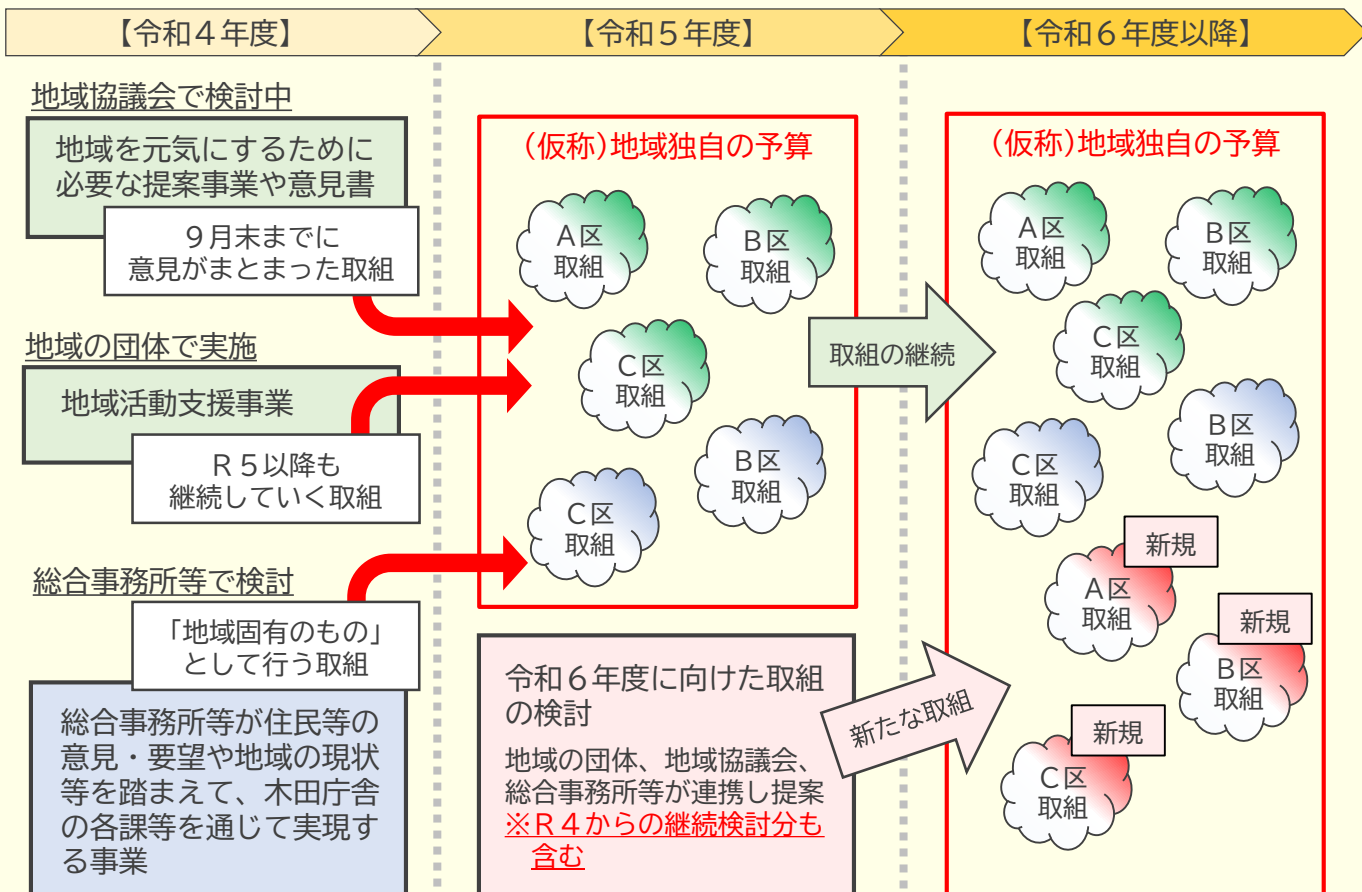 【令和４年度】
【令和５年度】
【令和６年度以降】
地域協議会で検討中
地域を元気にするために
必要な提案事業や意見書
９月末までに
意見がまとまった取組
地域の団体で実施
地域活動支援事業
Ｒ５以降も
継続していく取組
総合事務所等で検討
「地域固有のもの」
として行う取組
総合事務所等が住民等の
意見・要望や地域の現状
等を踏まえて、木田庁舎
の各課等を通じて実現す
る事業
（仮称）地域独自の予算
Ａ区
取組
Ｂ区
取組
Ｃ区
取組
Ｂ区
取組
Ｃ区
取組
令和６年度に向けた取組
の検討
地域の団体、地域協議会、
総合事務所等が連携し提案
※Ｒ４からの継続検討分も
含む
取組の継続
新たな取組
（仮称）地域独自の予算
Ａ区
取組
Ｂ区
取組
Ｃ区
取組
Ｂ区
取組
Ｃ区
取組
新規
Ａ区
取組
新規
Ｂ区
取組
新規
Ｃ区
取組